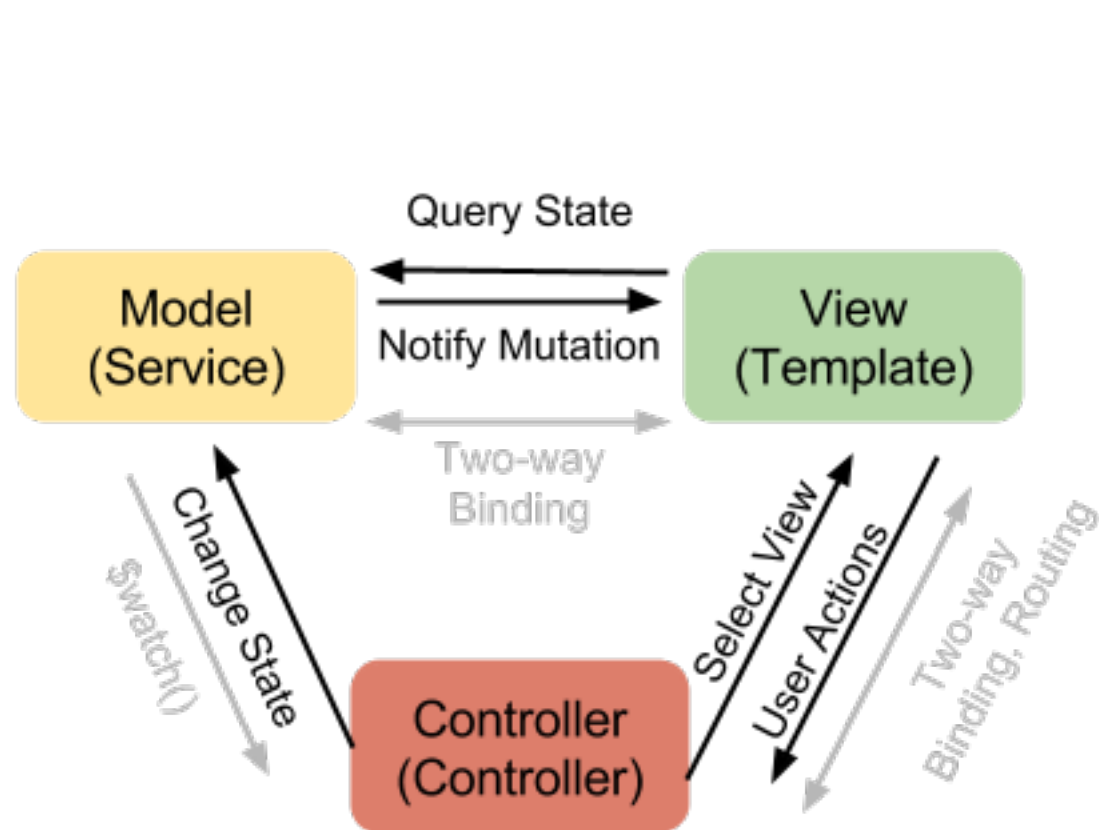 Query State
Model
(Service)
View
(Template)
Notify Mutation
Two-way
Binding
Change State
$watch()
Select View
User Actions
Two-way
Binding, Routing
Controller
(Controller)